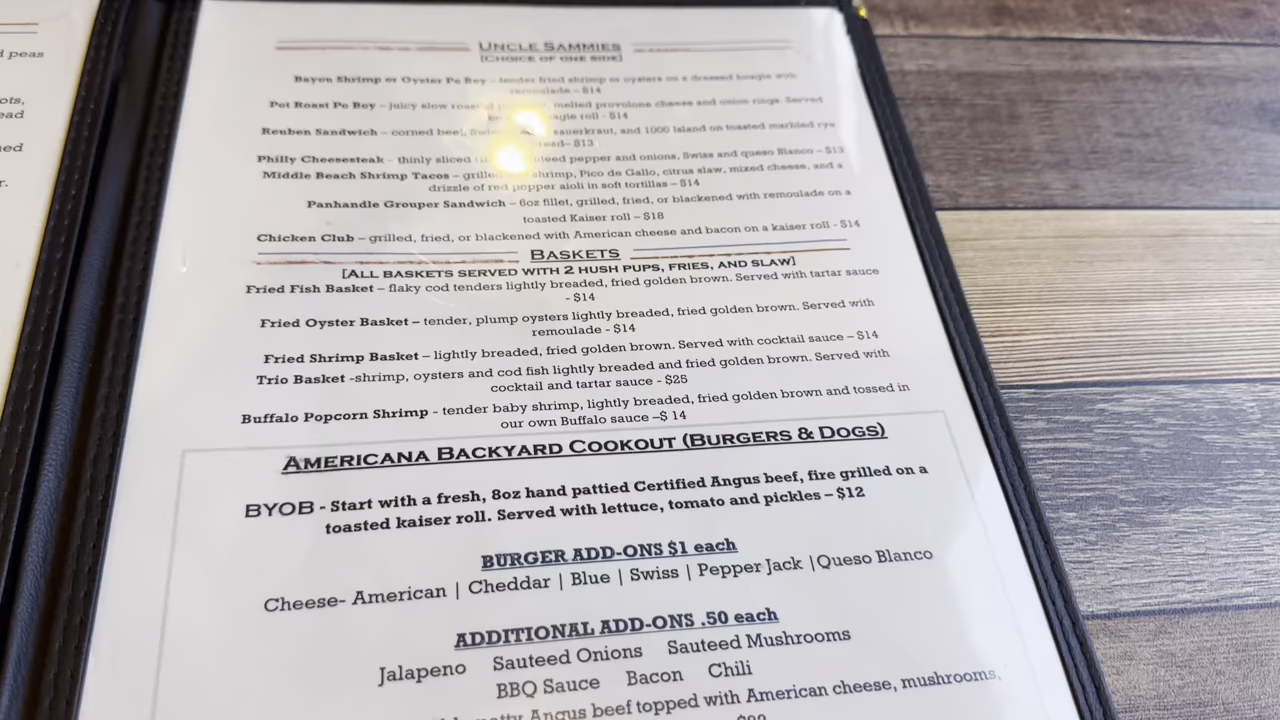 d peas
ots,
ead
r.
UNCLE SAMMIES
[CHOICE OF ONE SIDE]
Bayou Shrimp or Oyster Po Boy – tender fried shrimp or oysters on a dressed hoagie with
remoulade – $14
Pot Roast Po Boy – juicy slow melted provolone cheese and onion rings. Served
roll - $14
Reuben Sandwich – corned beef, sauerkraut, and 1000 Island on toasted marbled rye
– $13
Philly Cheesesteak – thinly sliced pepper and onions, Swiss and queso Blanco – $13
Middle Beach Shrimp Tacos – shrimp, Pico de Gallo, citrus slaw, mixed cheese, and a
drizzle of red pepper aioli in soft tortillas – $14
Panhandle Grouper Sandwich – 6oz fillet, grilled, fried, or blackened with remoulade on a
toasted Kaiser roll – $18
Chicken Club – grilled, fried, or blackened with American cheese and bacon on a kaiser roll - $14
BASKETS
[ALL BASKETS SERVED WITH 2 HUSH PUPS, FRIES, AND SLAW]
Fried Fish Basket – flaky cod tenders lightly breaded, fried golden brown. Served with tartar sauce
- $14
Fried Oyster Basket – tender, plump oysters lightly breaded, fried golden brown. Served with
remoulade - $14
Fried Shrimp Basket – lightly breaded, fried golden brown. Served with cocktail sauce – $14
Trio Basket -shrimp, oysters and cod fish lightly breaded and fried golden brown. Served with
cocktail and tartar sauce - $25
Buffalo Popcorn Shrimp - tender baby shrimp, lightly breaded, fried golden brown and tossed in
our own Buffalo sauce –$ 14
AMERICANA BACKYARD COOKOUT (BURGERS & DOGS)
BYOB - Start with a fresh, 8oz hand pattied Certified Angus beef, fire grilled on a
toasted kaiser roll. Served with lettuce, tomato and pickles – $12
BURGER ADD-ONS $1 each
Cheese- American | Cheddar | Blue | Swiss | Pepper Jack |Queso Blanco
ADDITIONAL ADD-ONS .50 each
Jalapeno Sauteed Onions Sauteed Mushrooms
BBQ Sauce Bacon Chili
patty Angus beef topped with American cheese, mushrooms,